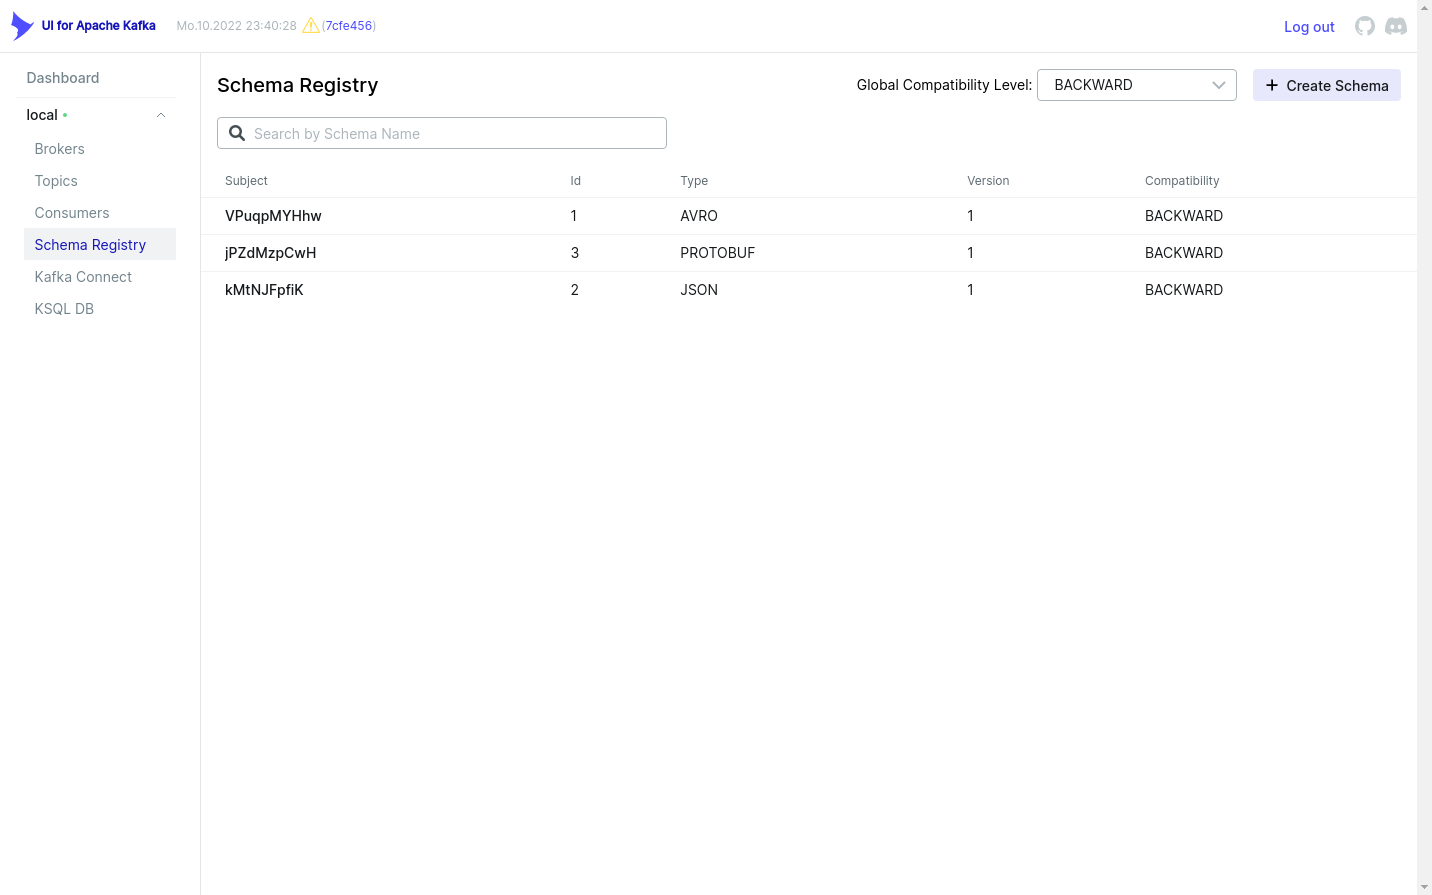 UI for Apache Kafka Mo.10.2022 23:40:28 (7cfe456) Log out
Dashboard
local
Brokers
Topics
Consumers
Schema Registry
Kafka Connect
KSQL DB
Schema Registry Global Compatibility Level: BACKWARD Create Schema
Search by Schema Name
Subject Id Type Version Compatibility
VPuqpMYHhw 1 AVRO 1 BACKWARD
jPZdMzpCwH 3 PROTOBUF 1 BACKWARD
kMtNJFpfiK 2 JSON 1 BACKWARD